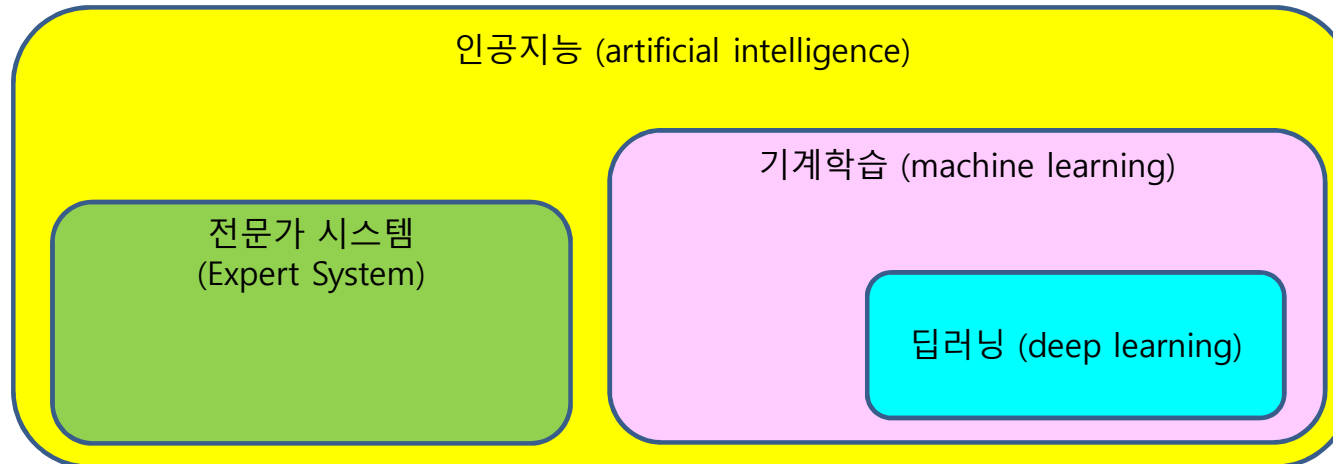 인공지능 (artificial intelligence)
기계학습 (machine learning)
전문가 시스템
(Expert System)
딥러닝 (deep learning)